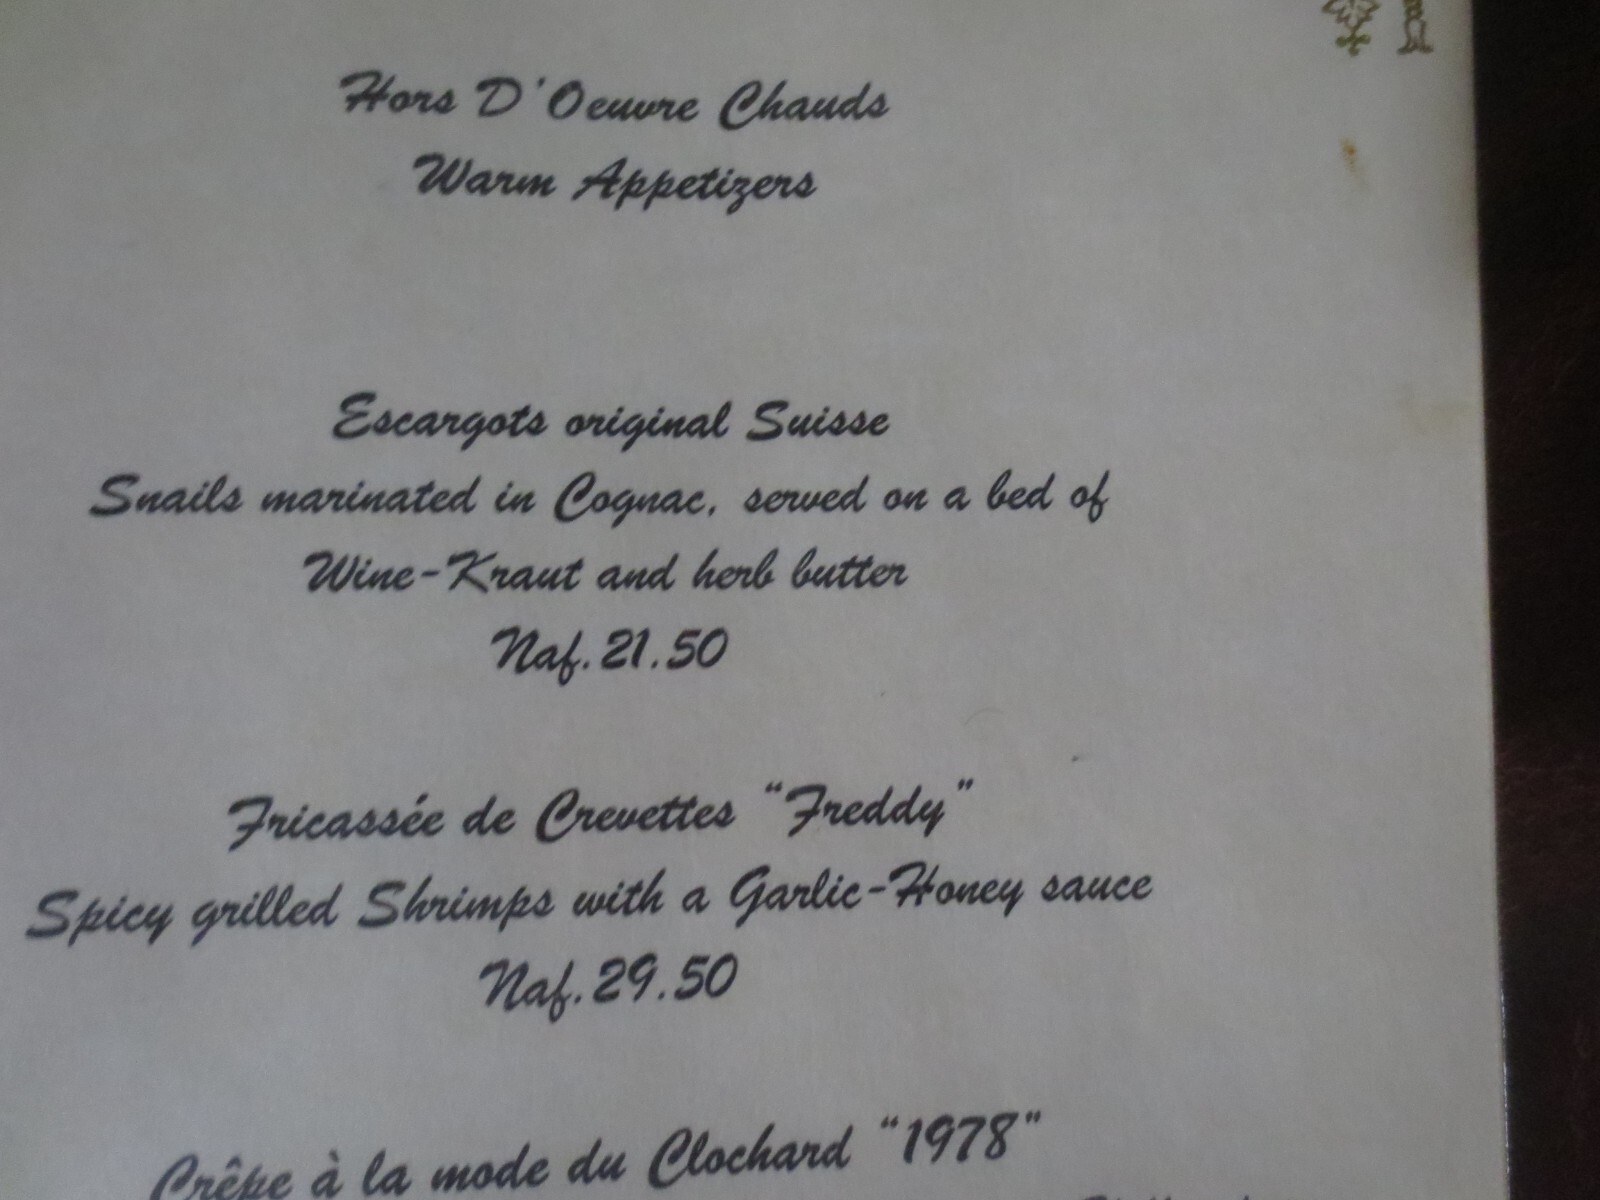 Hors D'Oeuvre Chauds
Warm Appetizers
Escargots original Suisse
Snails marinated in Cognac, served on a bed of
Wine-Kraut and herb butter
Naf. 21.50
Fricassée de Crevettes "Freddy"
Spicy grilled Shrimps with a Garlic-Honey sauce
Naf. 29.50
Crêpe à la mode du Clochard "1978"